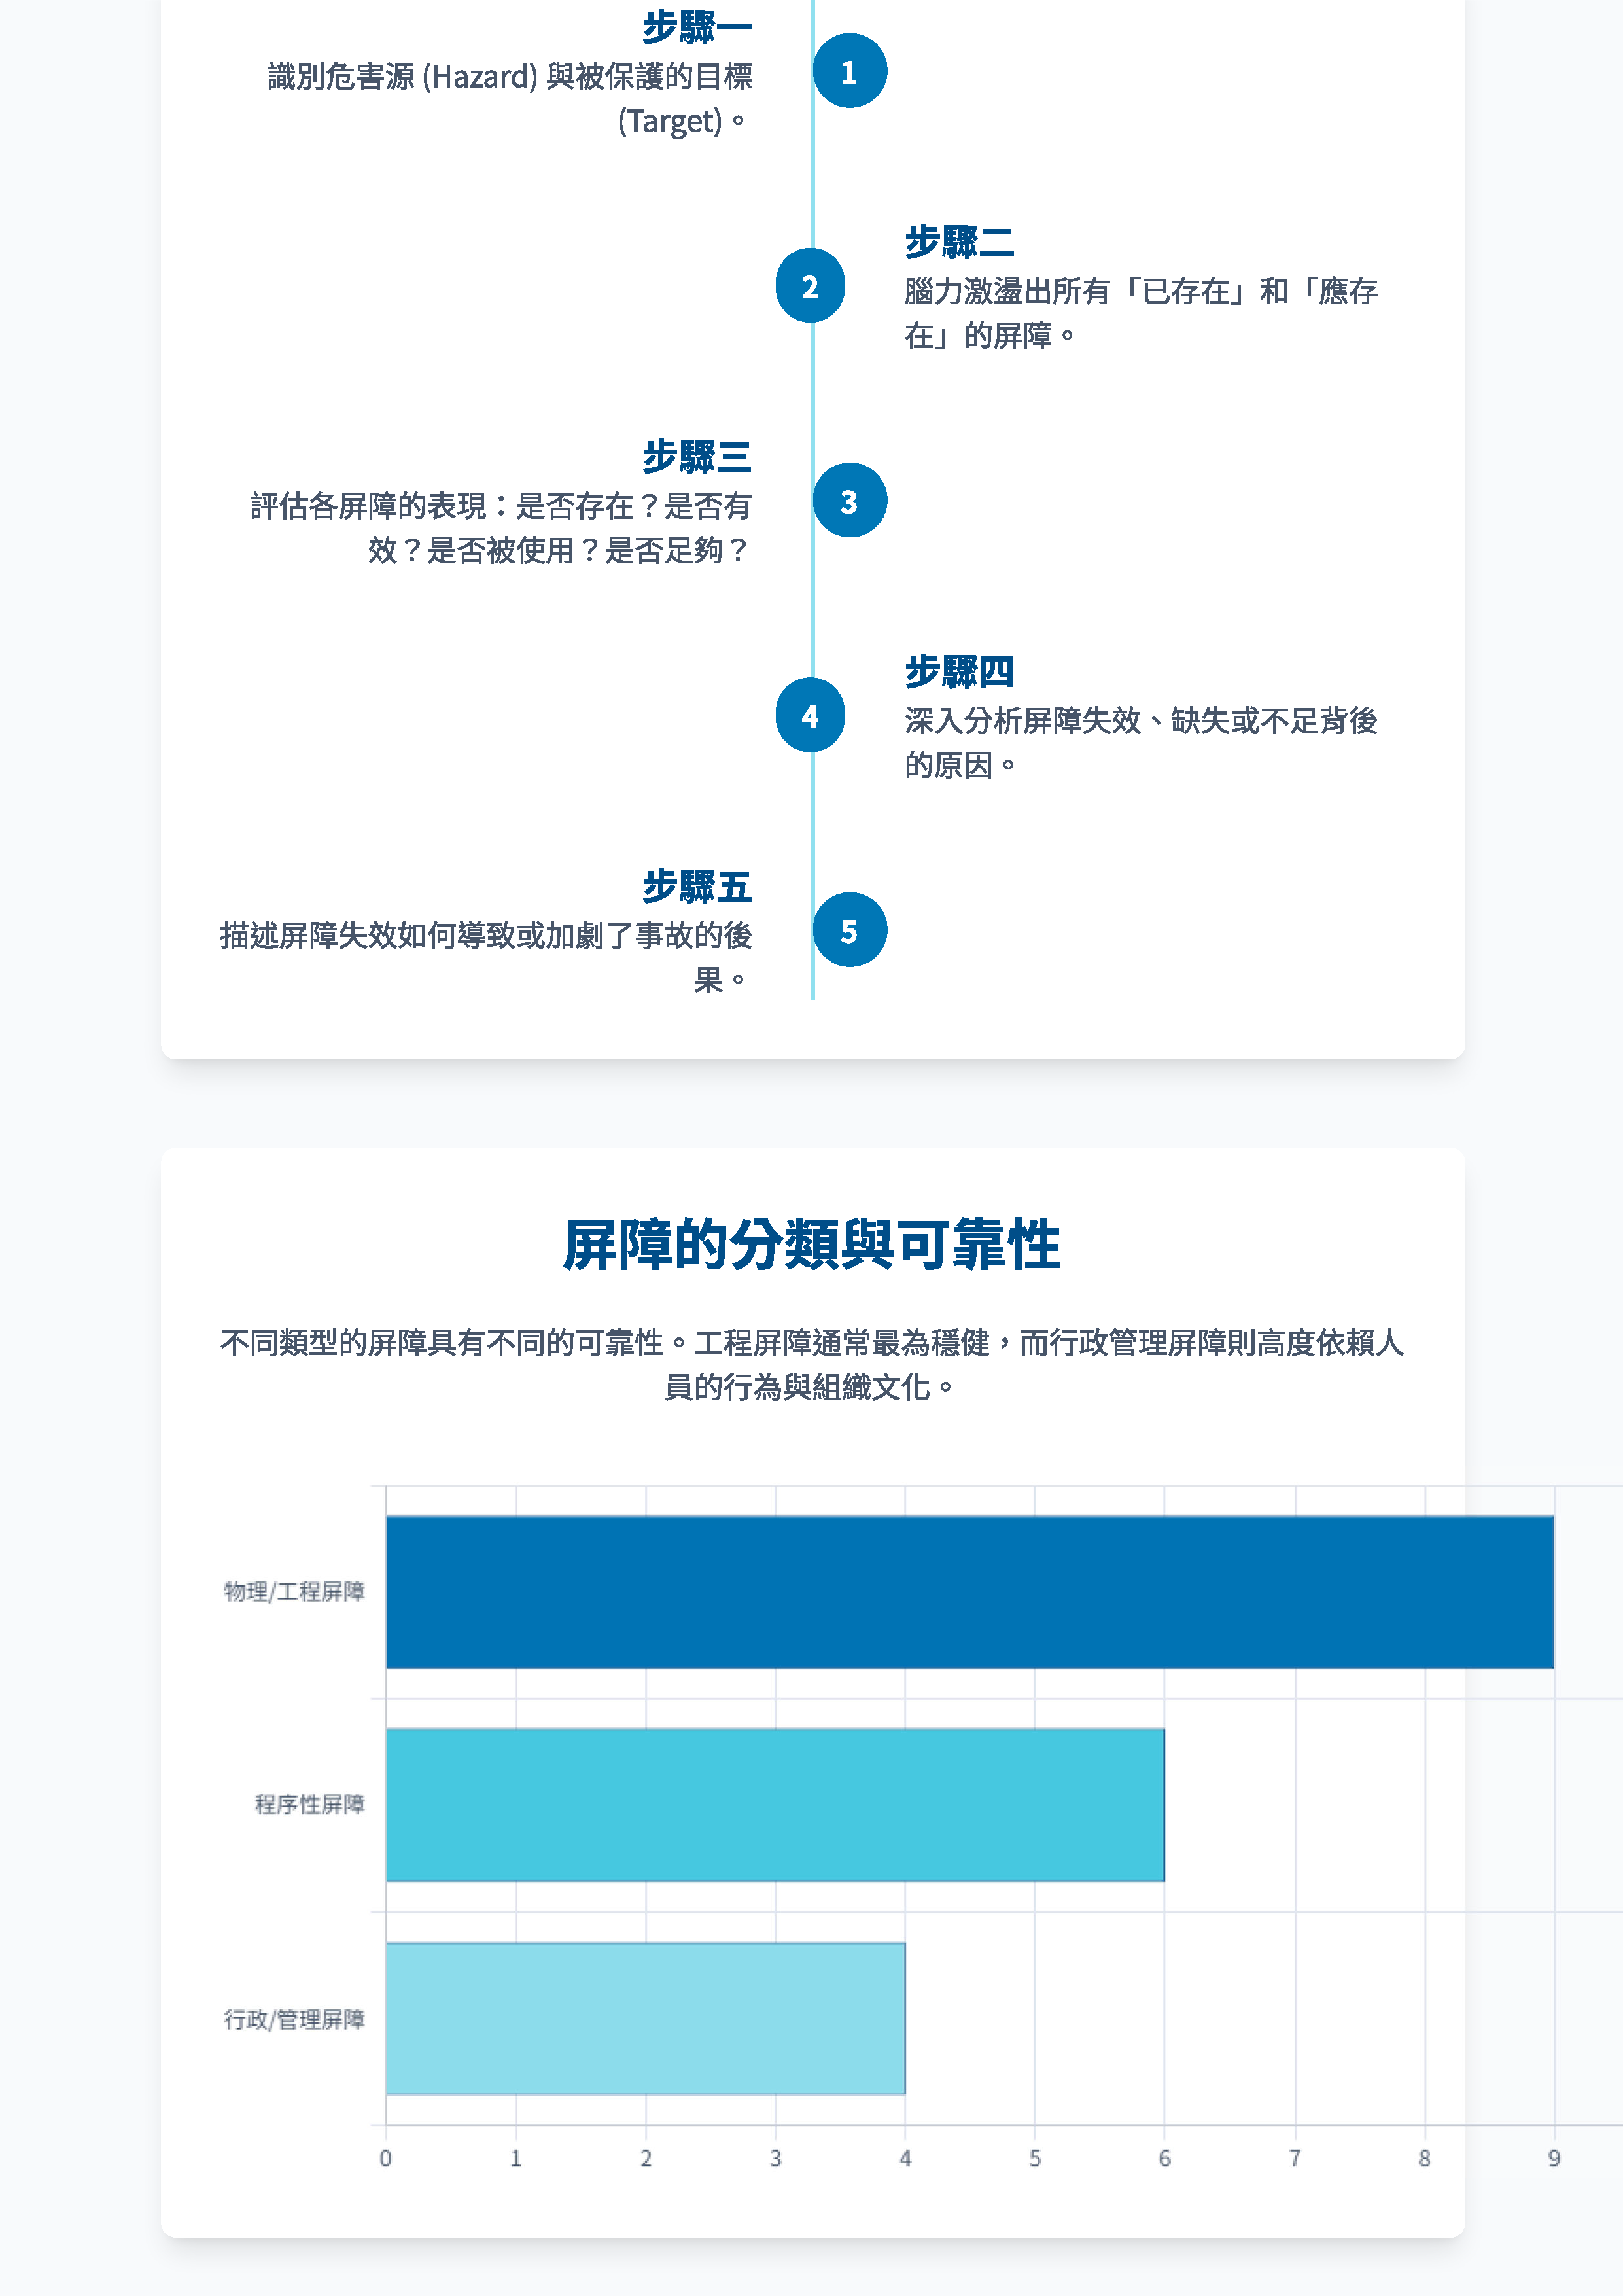 步驟一
識別危害源 (Hazard) 與被保護的目標
(Target)。
1
步驟二
腦力激盪出所有「已存在」和「應存
在」的屏障。
2
步驟三
評估各屏障的表現：是否存在？是否有
效？是否被使用？是否足夠？
3
步驟四
深入分析屏障失效、缺失或不足背後
的原因。
4
步驟五
描述屏障失效如何導致或加劇了事故的後
果。
5
屏障的分類與可靠性
不同類型的屏障具有不同的可靠性。工程屏障通常最為穩健，而行政管理屏障則高度依賴人
員的行為與組織文化。
物理/工程屏障
程序性屏障
行政/管理屏障
0 1 2 3 4 5 6 7 8 9